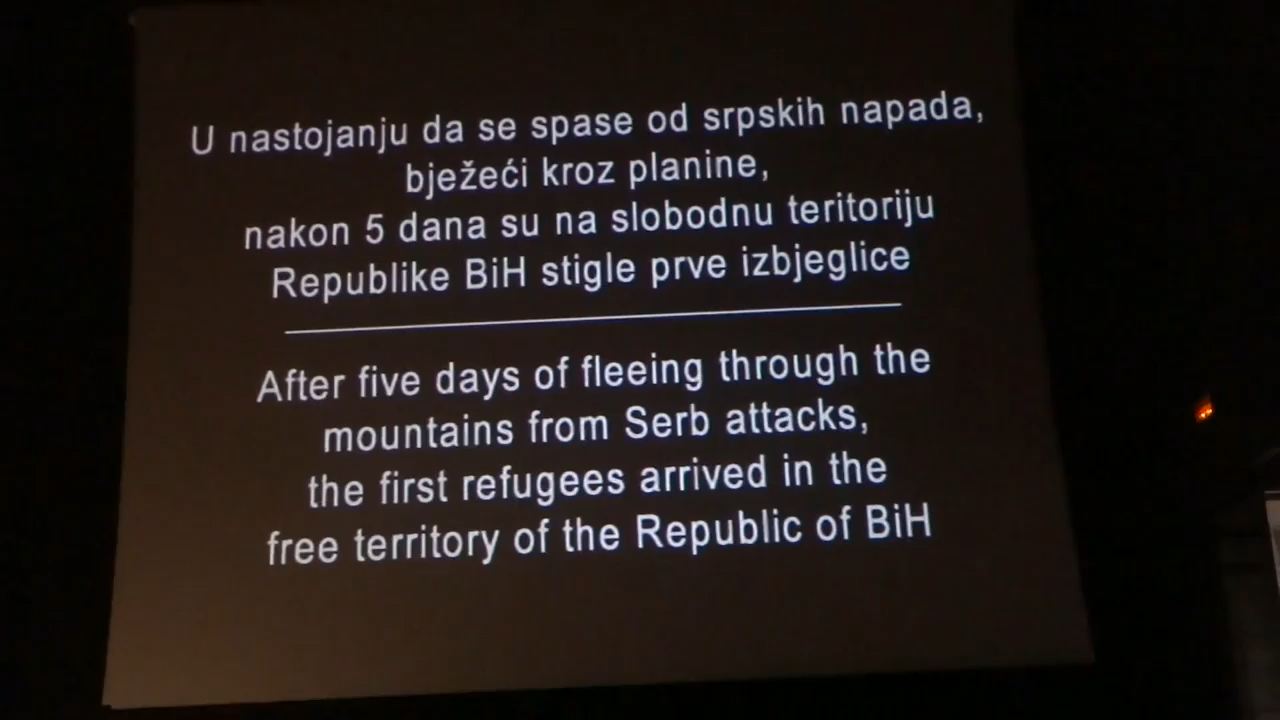 U nastojanju da se spase od srpskih napada,
bježeći kroz planine,
nakon 5 dana su na slobodnu teritoriju
Republike BiH stigle prve izbjeglice
After five days of fleeing through the
mountains from Serb attacks,
the first refugees arrived in the
free territory of the Republic of BiH